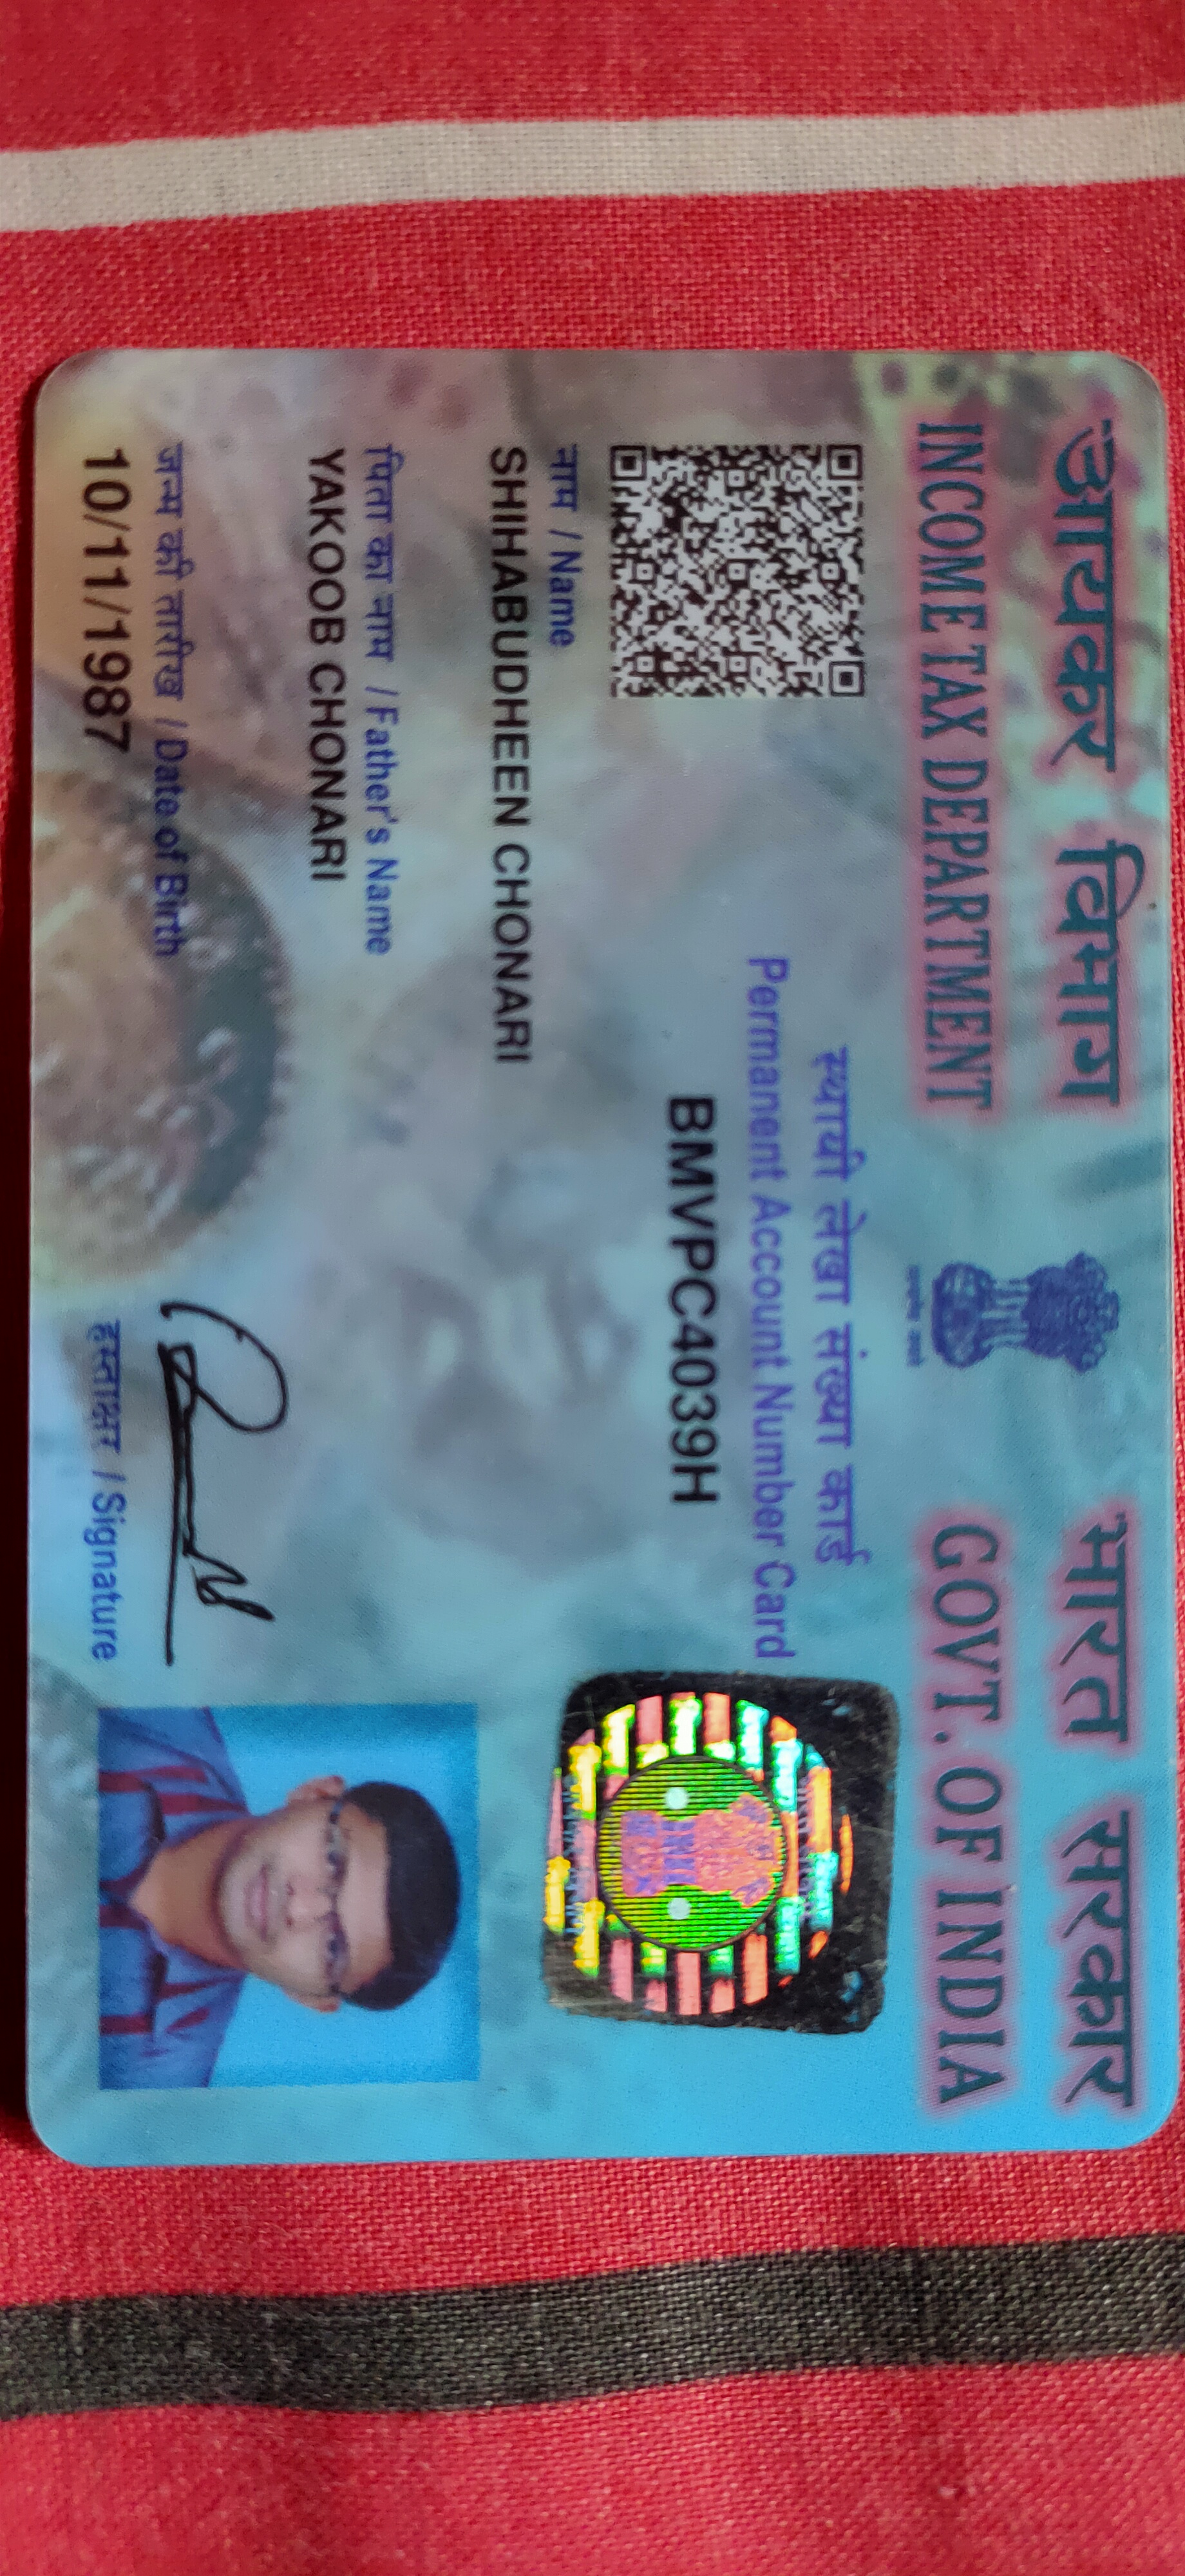 आयकर विभाग
INCOME TAX DEPARTMENT
भारत सरकार
GOVT. OF INDIA
स्थायी लेखा संख्या कार्ड
Permanent Account Number Card
BMVPC4039H
नाम / Name
SHIHABUDHEEN CHONARI
पिता का नाम / Father's Name
YAKOOB CHONARI
जन्म की तारीख / Date of Birth
10/11/1987
हस्ताक्षर / Signature